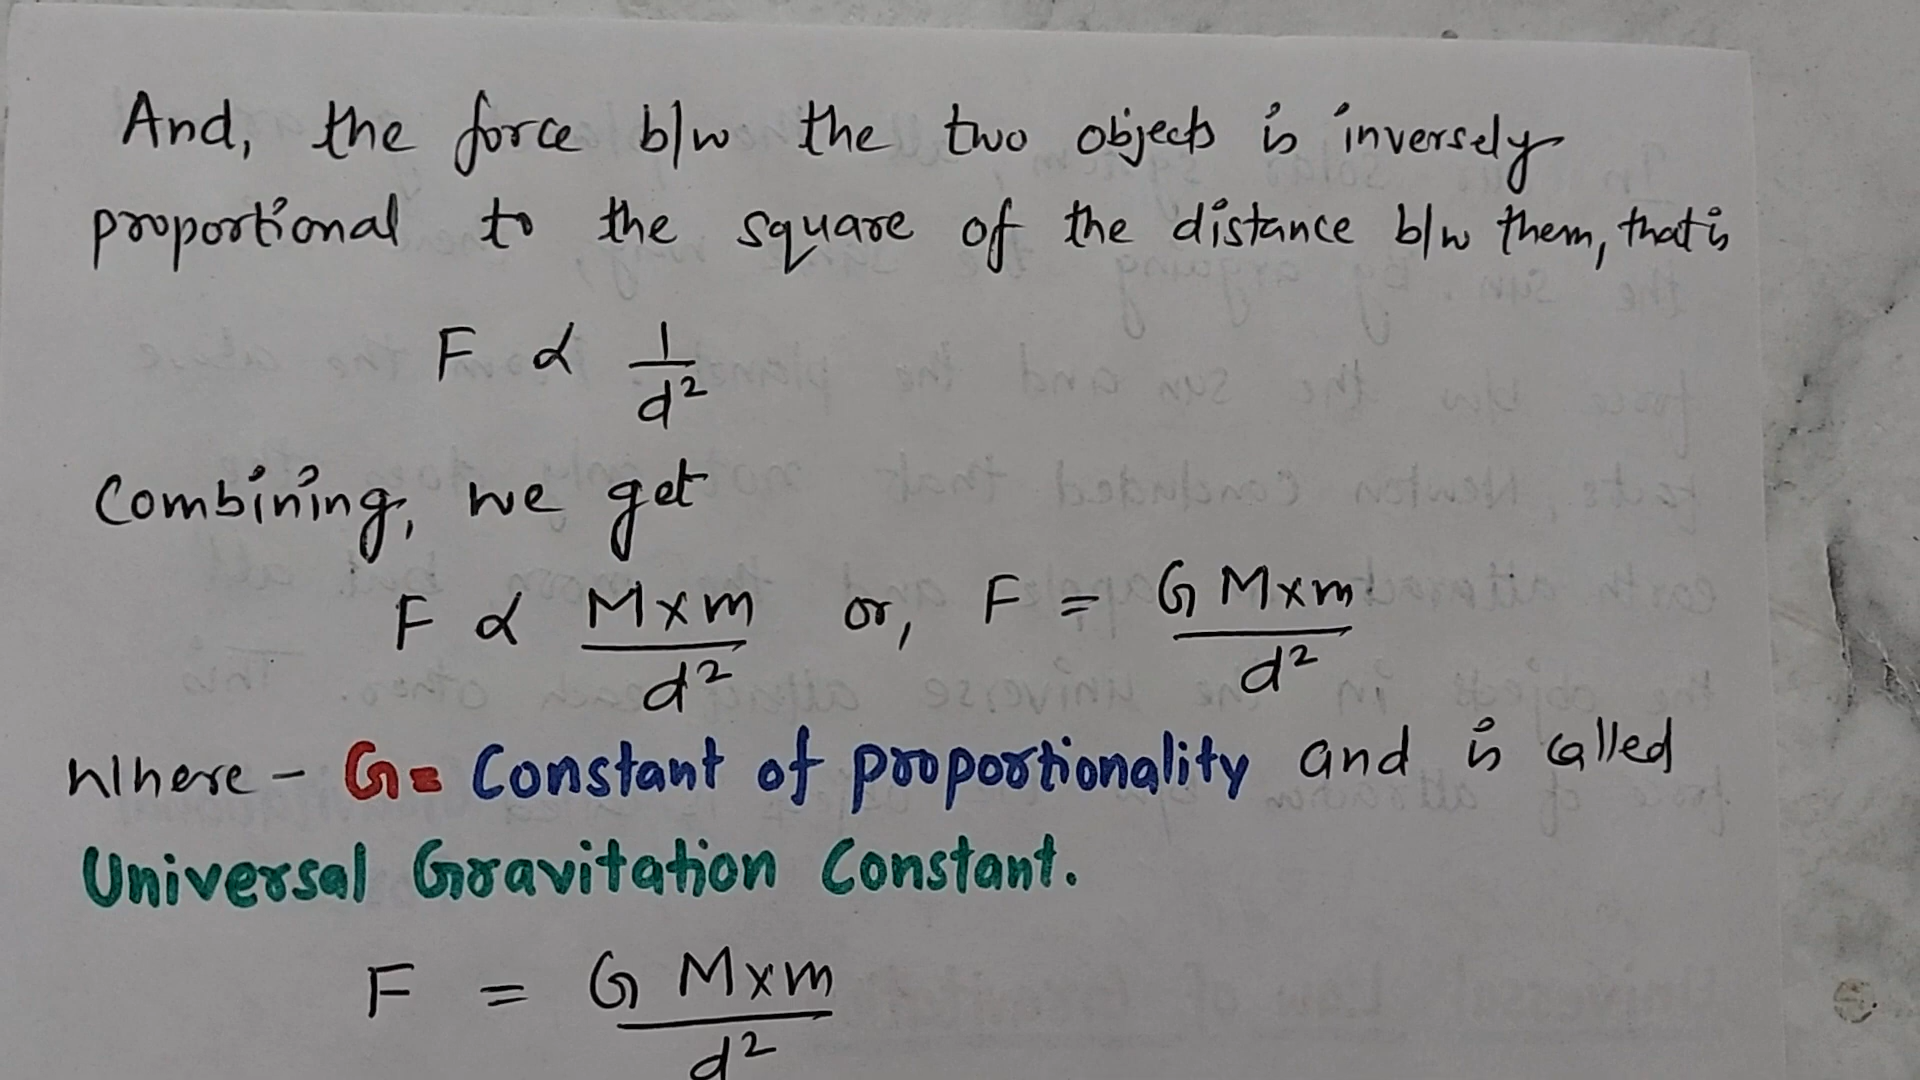 And, the force b/w the two objects is inversely
proportional to the square of the distance b/w them, that is
F ∝ 1/d²
Combining, we get
F ∝ M×m/d² or, F = G M×m/d²
Where - G = Constant of proportionality and is called
Universal Gravitation Constant.
F = G M×m/d²